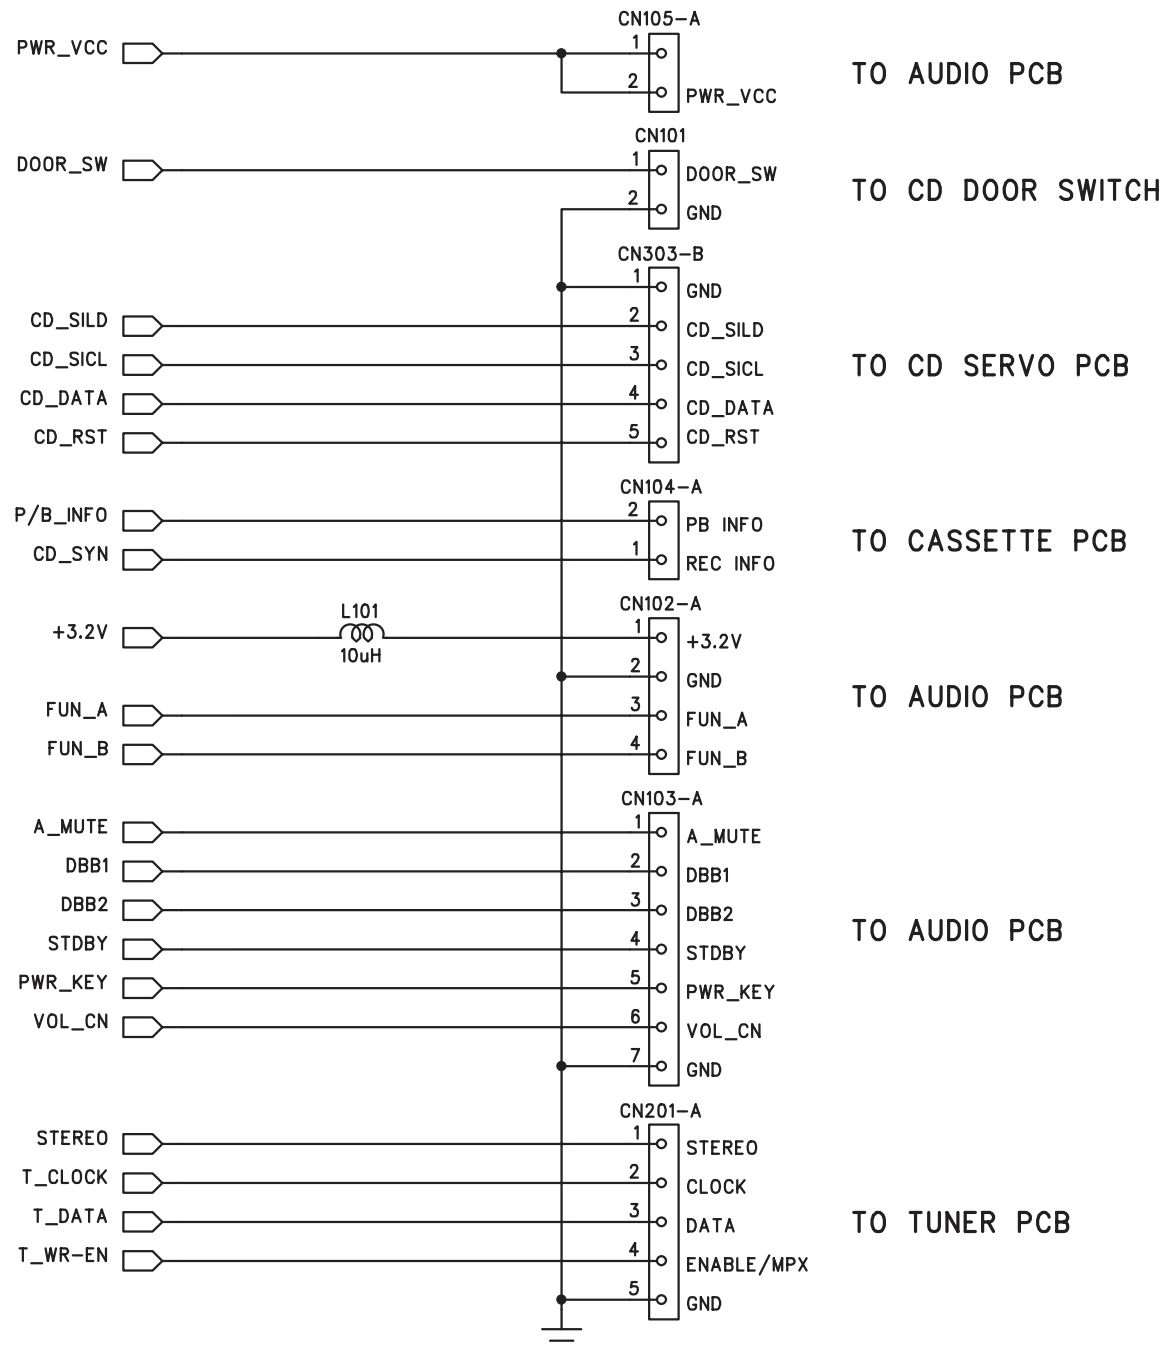 CN105-A
PWR_VCC
1
2
PWR_VCC
TO AUDIO PCB
CN101
DOOR_SW
1
DOOR_SW
2
GND
TO CD DOOR SWITCH
CN303-B
1
GND
CD_SILD
2
CD_SILD
CD_SICL
3
CD_SICL
CD_DATA
4
CD_DATA
CD_RST
5
CD_RST
TO CD SERVO PCB
CN104-A
P/B_INFO
2
PB INFO
CD_SYN
1
REC INFO
TO CASSETTE PCB
CN102-A
+3.2V
L101
10uH
1
+3.2V
2
GND
FUN_A
3
FUN_A
FUN_B
4
FUN_B
TO AUDIO PCB
CN103-A
A_MUTE
1
A_MUTE
DBB1
2
DBB1
DBB2
3
DBB2
STDBY
4
STDBY
PWR_KEY
5
PWR_KEY
VOL_CN
6
VOL_CN
7
GND
TO AUDIO PCB
CN201-A
STEREO
1
STEREO
T_CLOCK
2
CLOCK
T_DATA
3
DATA
T_WR-EN
4
ENABLE/MPX
5
GND
TO TUNER PCB